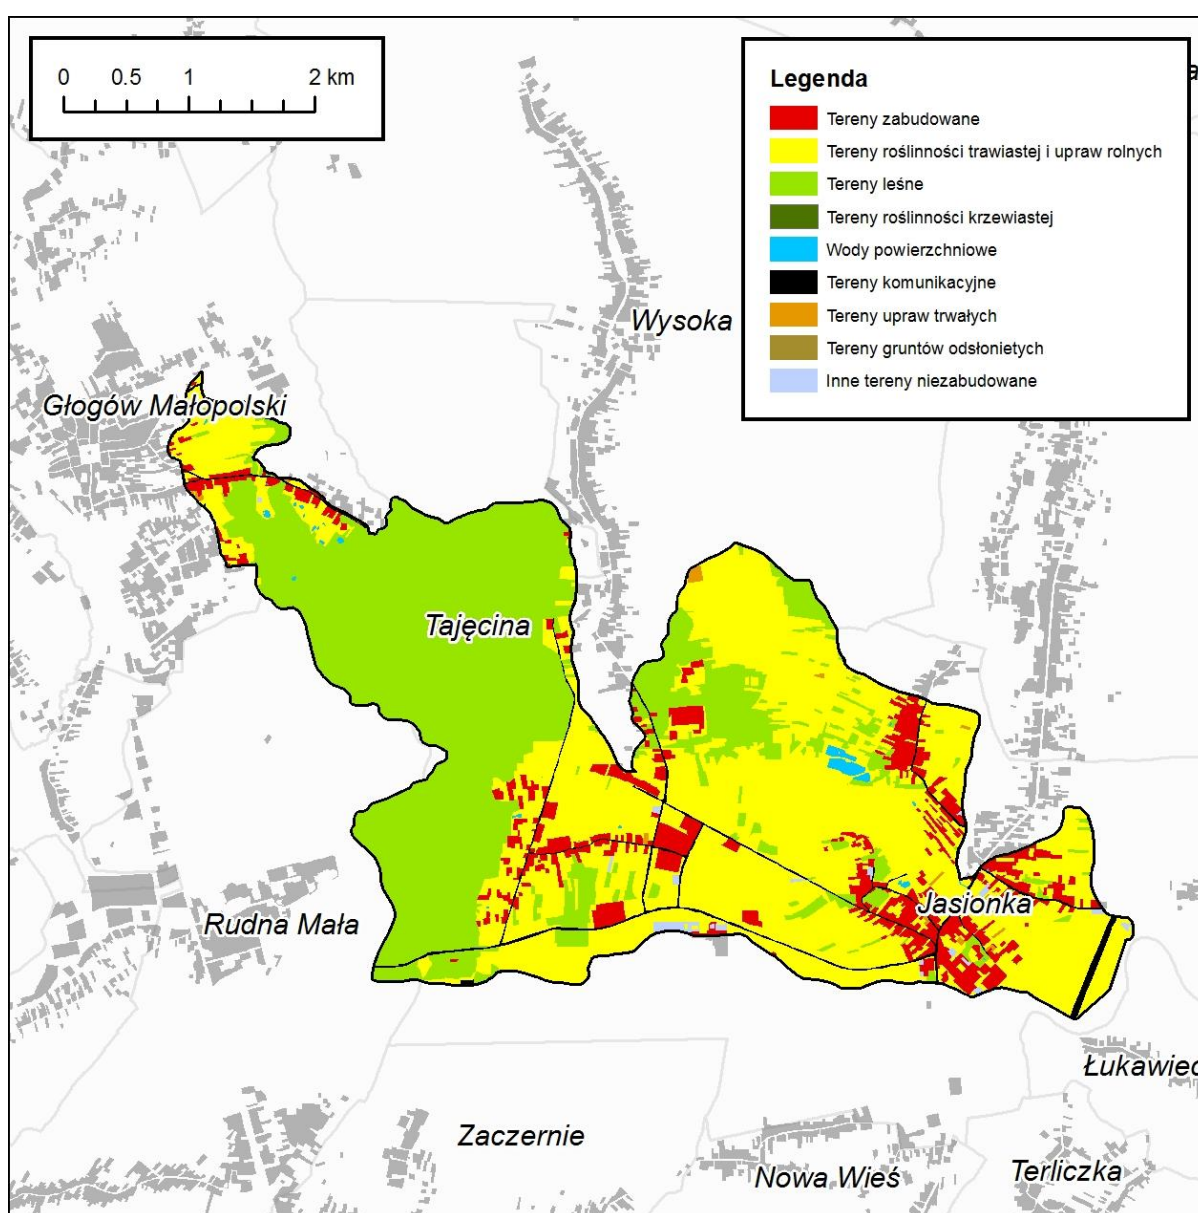 0 0.5 1 2 km
Legenda
Tereny zabudowane
Tereny roślinności trawiastej i upraw rolnych
Tereny leśne
Tereny roślinności krzewiastej
Wody powierzchniowe
Tereny komunikacyjne
Tereny upraw trwałych
Tereny gruntów odsłonietych
Inne tereny niezabudowane
Wysoka
Głogów Małopolski
Tajęcina
Jasionka
Rudna Mała
Łukawiec
Zaczernie
Nowa Wieś
Terliczka